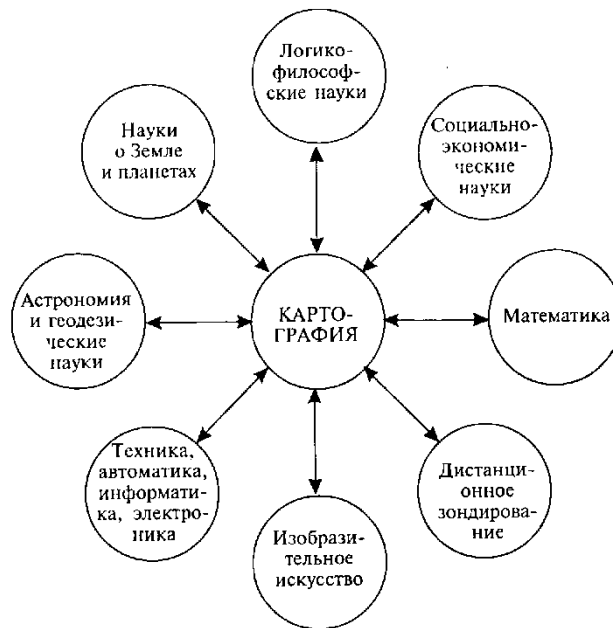 Логико-
философ-
ские науки
Науки
о Земле
и планетах
Социально-
экономи-
ческие
науки
Астрономия
и геодези-
ческие
науки
КАРТО-
ГРАФИЯ
Математика
Техника,
автоматика,
информати-
ка, электро-
ника
Дистанци-
онное
зондирова-
ние
Изобрази-
тельное
искусство